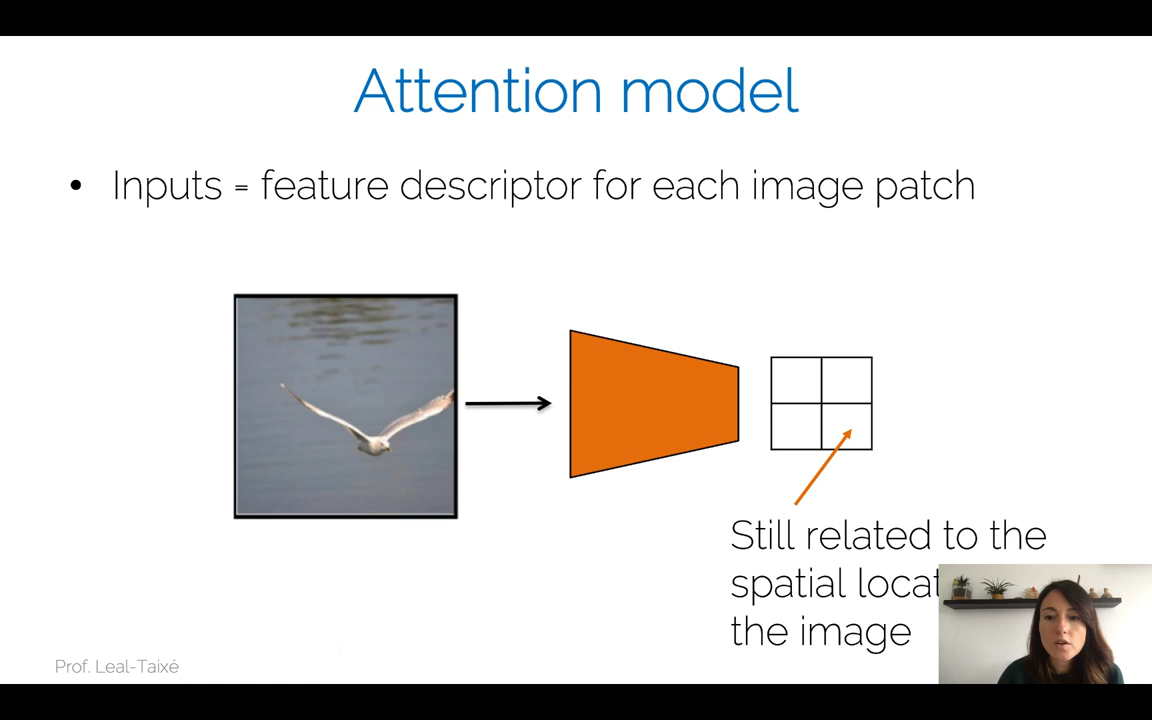 Attention model
• Inputs = feature descriptor for each image patch
Still related to the
spatial
the image
Prof. Leal-Taixé